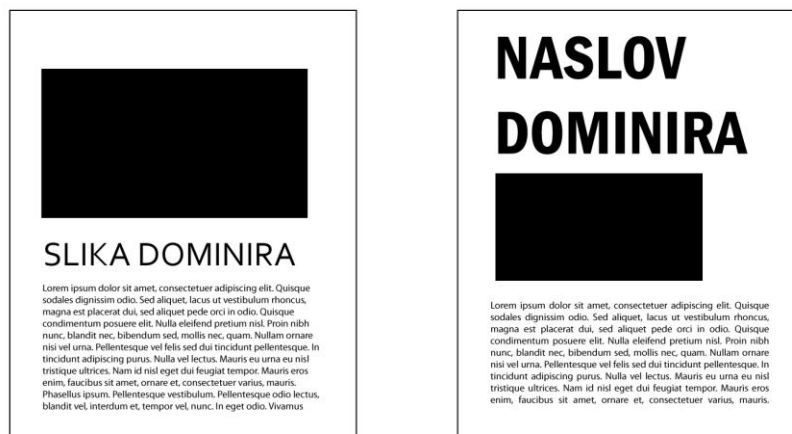 SLIKA DOMINIRA
Lorem ipsum dolor sit amet, consectetuer adipiscing elit. Quisque
sodales dignissim odio. Sed aliquet, lacus ut vestibulum rhoncus,
magna est placerat dui, sed aliquet pede orci in odio. Quisque
condimentum posuere elit. Nulla eleifend pretium nisl. Proin nibh
nunc, blandit nec, bibendum sed, mollis nec, quam. Nullam ornare
nisi vel urna. Pellentesque vel felis sed dui tincidunt pellentesque. In
tincidunt adipiscing purus. Nulla vel lectus. Mauris eu urna eu nisl
tristique ultrices. Nam id nisl eget dui feugiat tempor. Mauris eros
enim, faucibus sit amet, ornare et, consectetuer varius, mauris.
Phasellus ipsum. Pellentesque vestibulum. Pellentesque odio lectus,
blandit vel, interdum et, tempor vel, nunc. In eget odio. Vivamus
NASLOV
DOMINIRA
Lorem ipsum dolor sit amet, consectetuer adipiscing elit. Quisque
sodales dignissim odio. Sed aliquet, lacus ut vestibulum rhoncus,
magna est placerat dui, sed aliquet pede orci in odio. Quisque
condimentum posuere elit. Nulla eleifend pretium nisl. Proin nibh
nunc, blandit nec, bibendum sed, mollis nec, quam. Nullam ornare
nisi vel urna. Pellentesque vel felis sed dui tincidunt pellentesque. In
tincidunt adipiscing purus. Nulla vel lectus. Mauris eu urna eu nisl
tristique ultrices. Nam id nisl eget dui feugiat tempor. Mauris eros
enim, faucibus sit amet, ornare et, consectetuer varius, mauris.